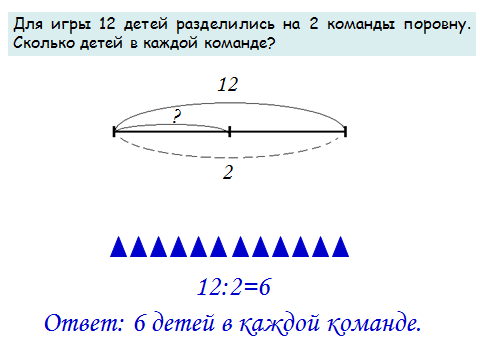 Для игры 12 детей разделились на 2 команды поровну.
Сколько детей в каждой команде?
12
?
2
12:2=6
Ответ: 6 детей в каждой команде.